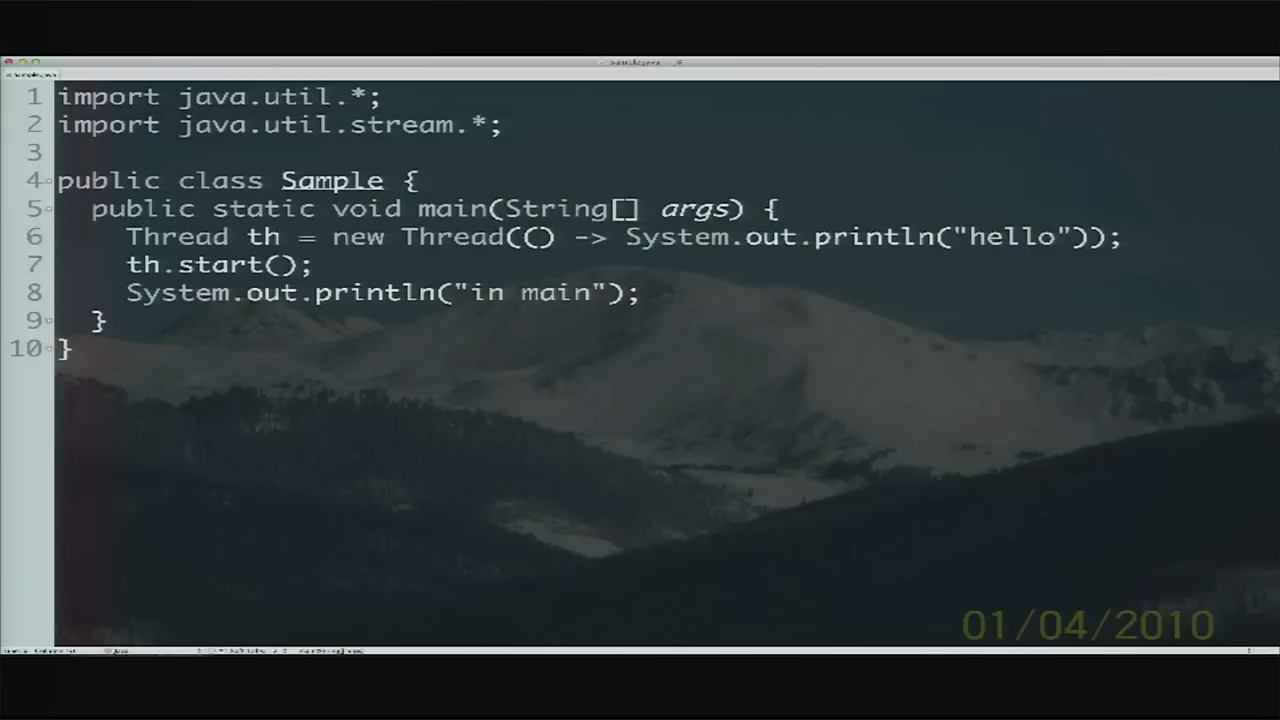 Sample.java
1 import java.util.*;
2 import java.util.stream.*;
3
4 public class Sample {
5   public static void main(String[] args) {
6     Thread th = new Thread(() -> System.out.println("hello"));
7     th.start();
8     System.out.println("in main");
9   }
10 }
01/04/2010